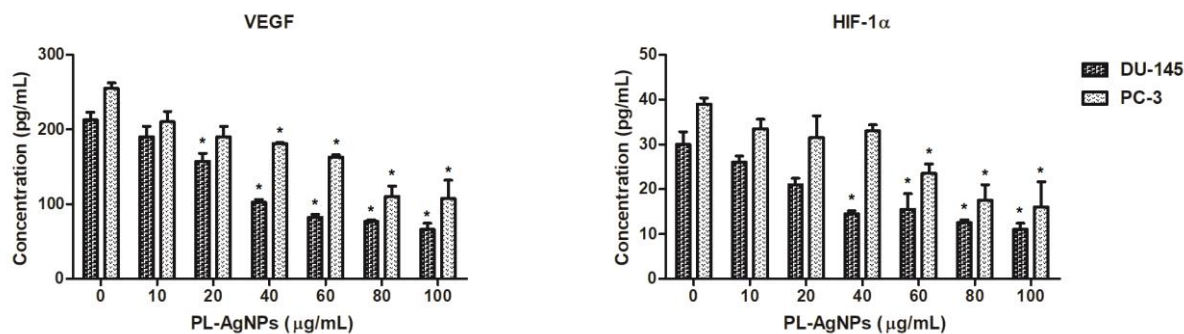 VEGF
Concentration (pg/mL)
300
200
100
0
* * * * * * * * *
0 10 20 40 60 80 100
PL-AgNPs ( μg/mL)
HIF-1α
Concentration (pg/mL)
50
40
30
20
10
0
* * * * * * *
0 10 20 40 60 80 100
PL-AgNPs ( μg/mL)
DU-145
PC-3